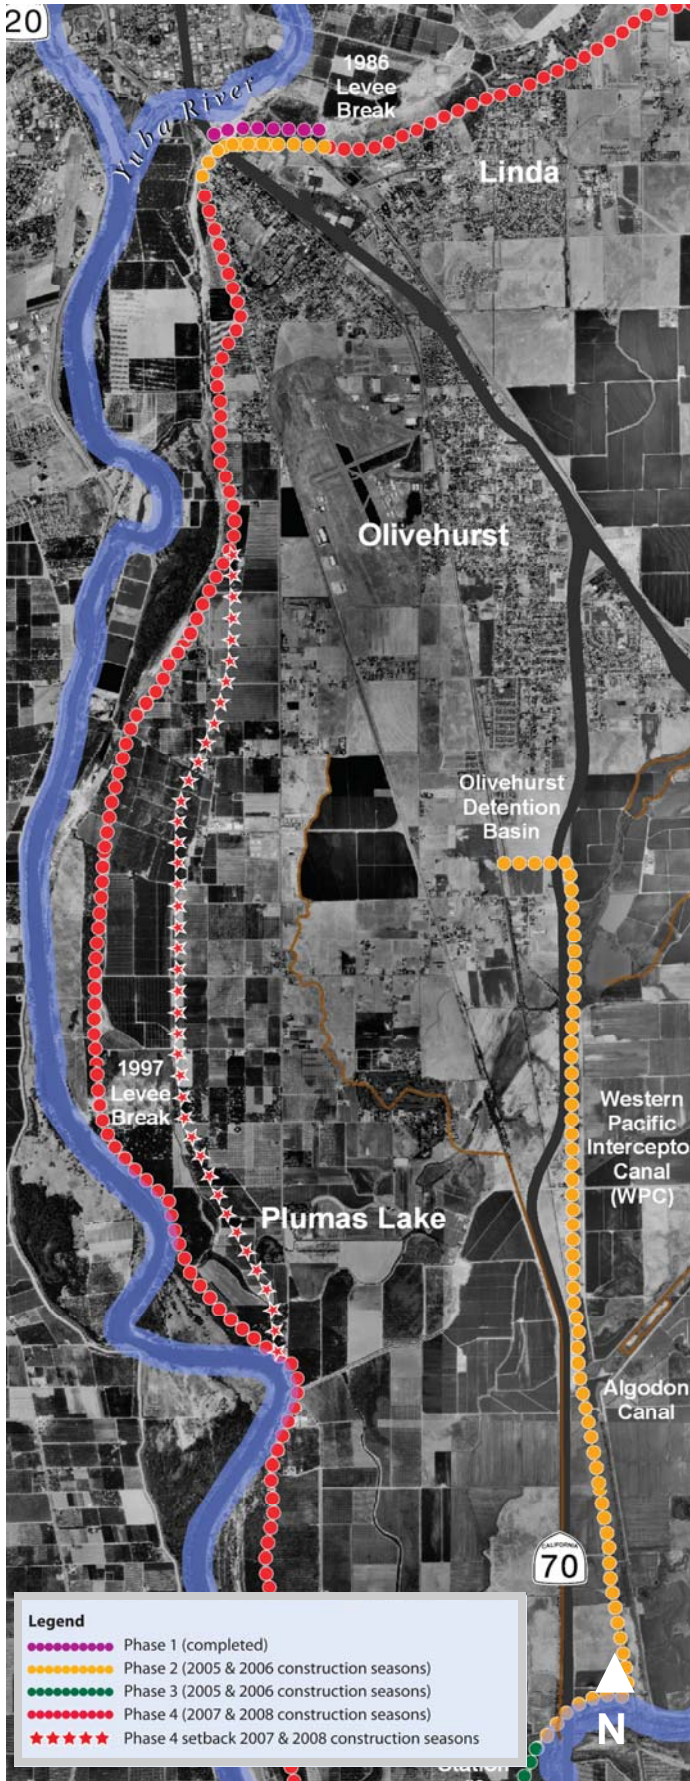 20
1986
Levee
Break
Yuba River
Linda
Olivehurst
Olivehurst
Detention
Basin
1997
Levee
Break
Western
Pacific
Intercepto
Canal
(WPC)
Plumas Lake
Algodon
Canal
CALIFORNIA
70
Legend
Phase 1 (completed)
Phase 2 (2005 & 2006 construction seasons)
Phase 3 (2005 & 2006 construction seasons)
Phase 4 (2007 & 2008 construction seasons)
Phase 4 setback 2007 & 2008 construction seasons
N
Station